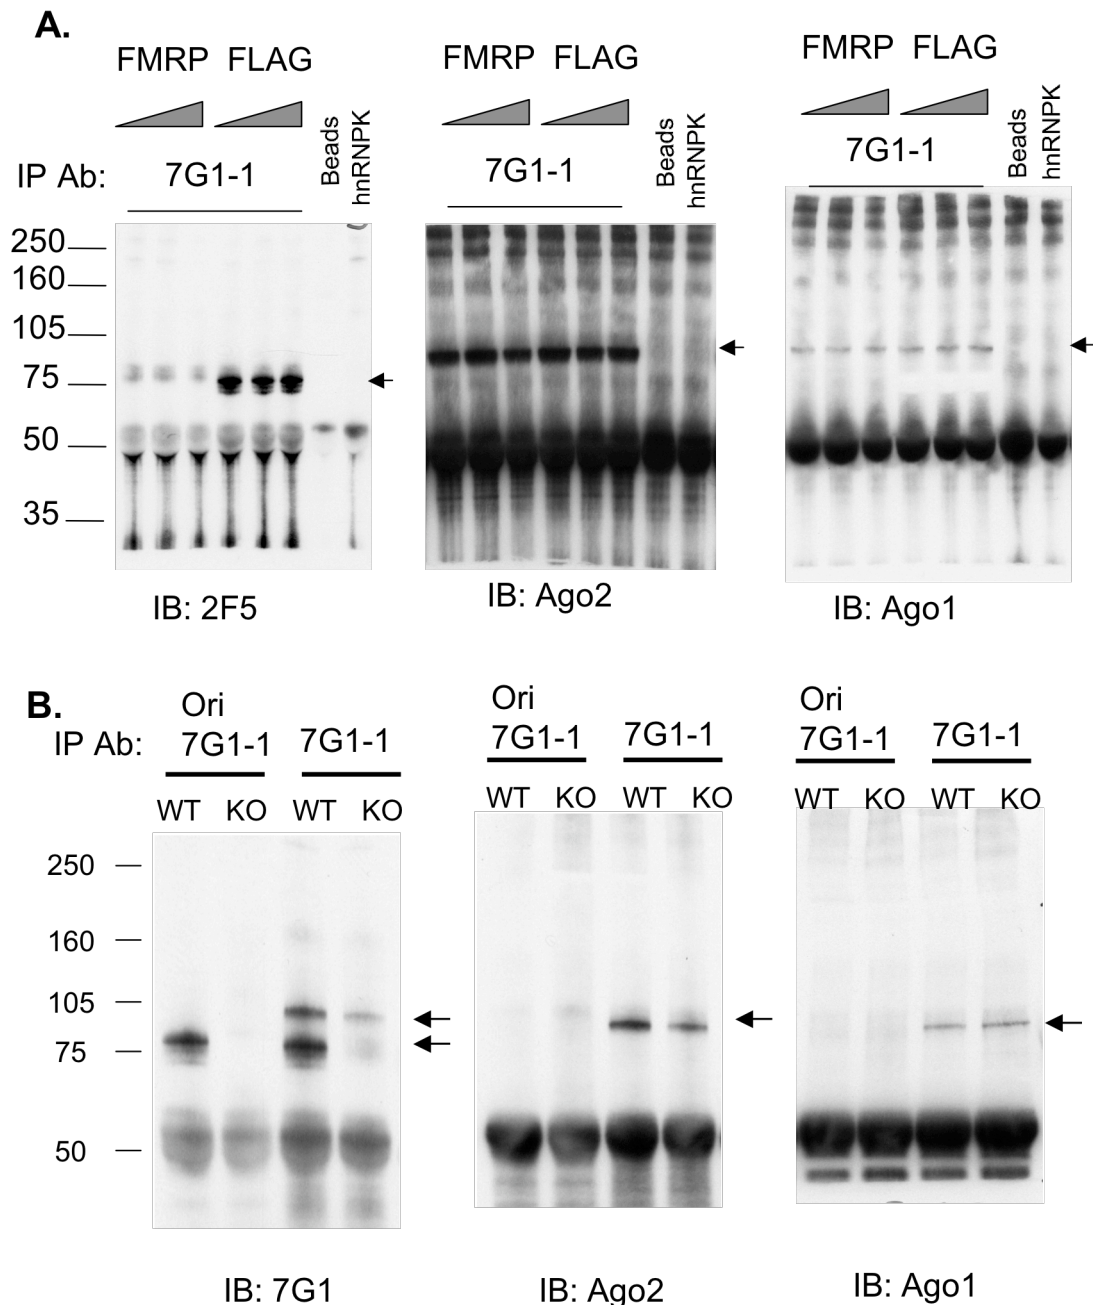 A.
FMRP FLAG
FMRP FLAG
FMRP FLAG
Beads
hnRNPK
Beads
hnRNPK
Beads
hnRNPK
IP Ab: 7G1-1
7G1-1
7G1-1
250
160
105
75
50
35
IB: 2F5
IB: Ago2
IB: Ago1
B.
IP Ab:
Ori
7G1-1 7G1-1
Ori
7G1-1 7G1-1
Ori
7G1-1 7G1-1
WT KO WT KO
WT KO WT KO
WT KO WT KO
250
160
105
75
50
IB: 7G1
IB: Ago2
IB: Ago1